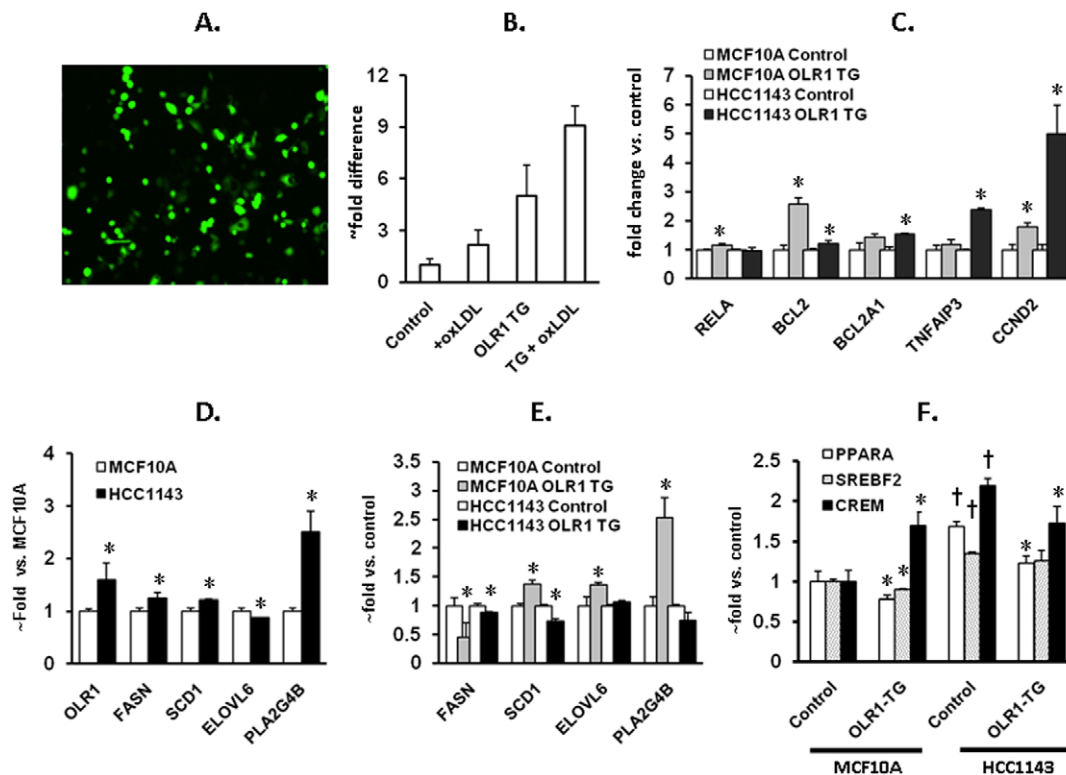 A.
B.
C.
12
9
6
3
0
~fold difference
Control
+oxLDL
OLR1 TG
TG + oxLDL
MCF10A Control
MCF10A OLR1 TG
HCC1143 Control
HCC1143 OLR1 TG
7
6
5
4
3
2
1
0
fold change vs. control
*
*
*
*
*
*
*
RELA
BCL2
BCL2A1
TNFAIP3
CCND2
D.
E.
F.
4
3
2
1
0
~Fold vs. MCF10A
MCF10A
HCC1143
*
*
*
*
*
OLR1
FASN
SCD1
ELOVL6
PLA2G4B
3.5
3
2.5
2
1.5
1
0.5
0
~fold vs. control
MCF10A Control
MCF10A OLR1 TG
HCC1143 Control
HCC1143 OLR1 TG
*
*
*
*
*
*
FASN
SCD1
ELOVL6
PLA2G4B
2.5
2
1.5
1
0.5
0
~fold vs. control
PPARA
SREBF2
CREM
*
*
*
†
†
†
*
*
Control
OLR1-TG
Control
OLR1-TG
MCF10A
HCC1143